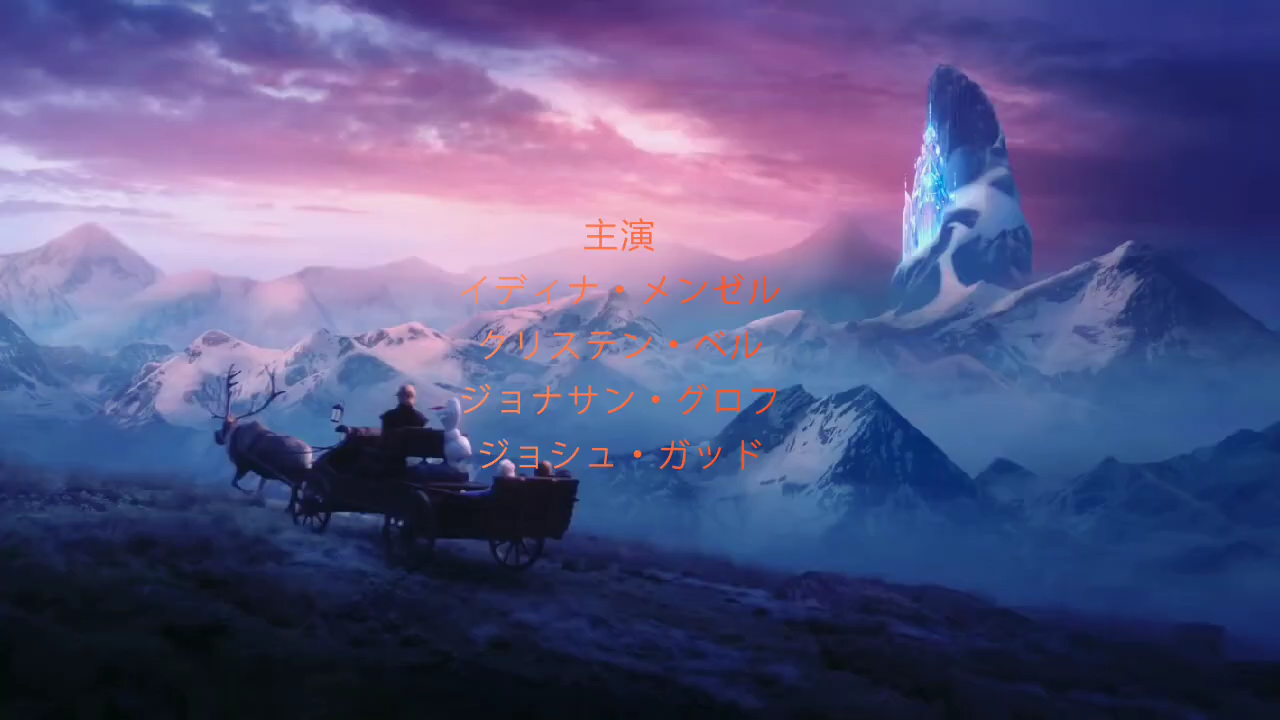 主演
イディナ・メンゼル
クリステン・ベル
ジョナサン・グロフ
ジョシュ・ガッド